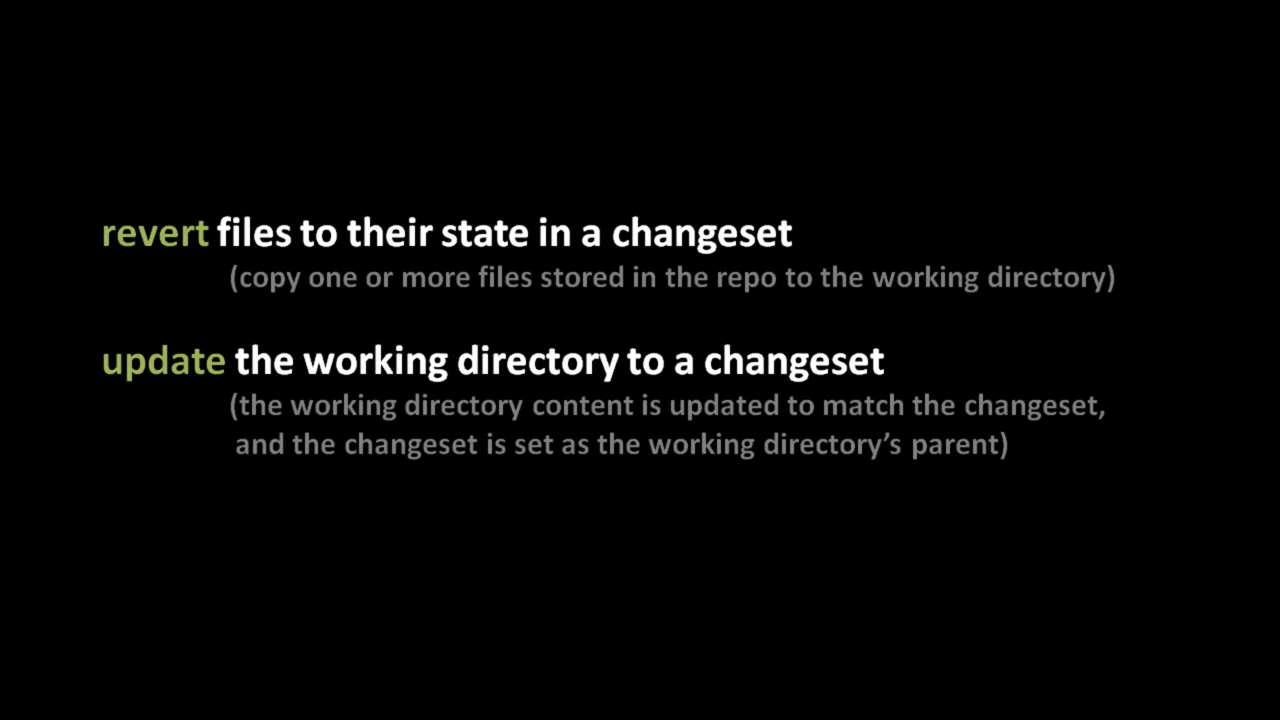 revert files to their state in a changeset
(copy one or more files stored in the repo to the working directory)
update the working directory to a changeset
(the working directory content is updated to match the changeset,
and the changeset is set as the working directory’s parent)